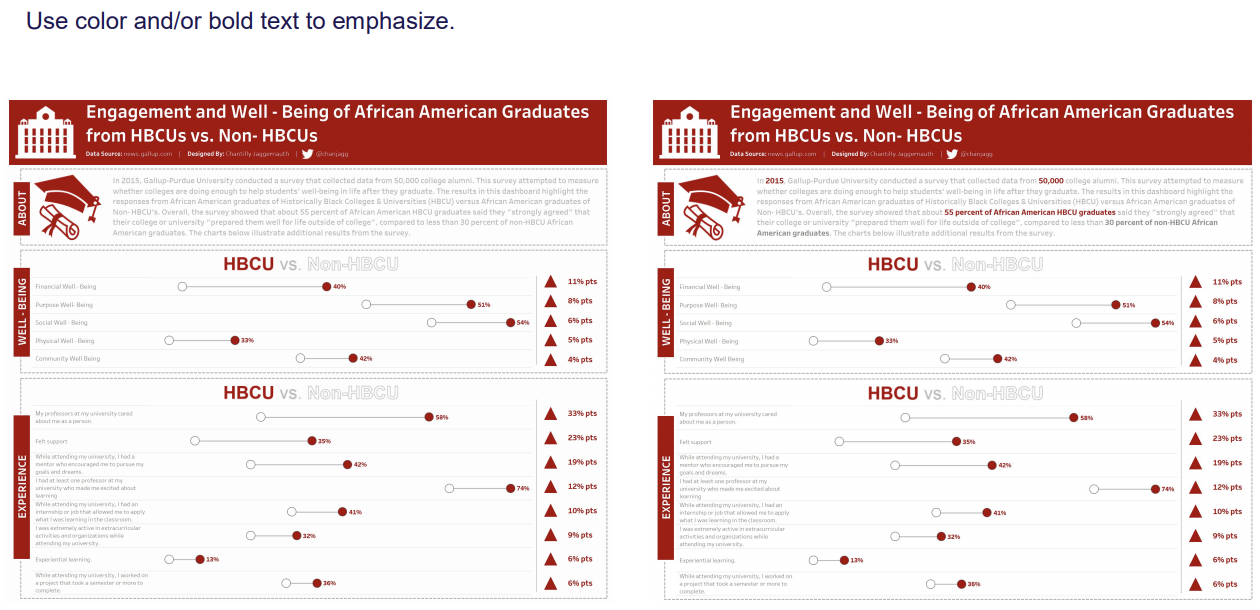 Use color and/or bold text to emphasize.
Engagement and Well - Being of African American Graduates
from HBCUs vs. Non- HBCUs
Data Source: news.gallup.com | Designed By: Chantilly Jaggernauth | @chanjagg
ABOUT
In 2015, Gallup-Purdue University conducted a survey that collected data from 50,000 college alumni. This survey attempted to measure
whether colleges are doing enough to help students' well-being in life after they graduate. The results in this dashboard highlight the
responses from African American graduates of Historically Black Colleges & Universities (HBCU) versus African American graduates of
Non- HBCU's. Overall, the survey showed that about 55 percent of African American HBCU graduates said they "strongly agreed" that
their college or university "prepared them well for life outside of college", compared to less than 30 percent of non-HBCU African
American graduates. The charts below illustrate additional results from the survey.
WELL - BEING
HBCU vs. Non-HBCU
Financial Well - Being 40% 11% pts
Purpose Well- Being 51% 8% pts
Social Well - Being 54% 6% pts
Physical Well - Being 33% 5% pts
Community Well Being 42% 4% pts
EXPERIENCE
HBCU vs. Non-HBCU
My professors at my university cared
about me as a person. 58% 33% pts
Felt support 35% 23% pts
While attending my university, I had a
mentor who encouraged me to pursue my
goals and dreams. 42% 19% pts
I had at least one professor at my
university who made me excited about
learning 74% 12% pts
While attending my university, I had an
internship or job that allowed me to apply
what I was learning in the classroom. 41% 10% pts
I was extremely active in extracurricular
activities and organizations while
attending my university. 32% 9% pts
Experiential learning 13% 6% pts
While attending my university, I worked on
a project that took a semester or more to
complete. 36% 6% pts
Engagement and Well - Being of African American Graduates
from HBCUs vs. Non- HBCUs
Data Source: news.gallup.com | Designed By: Chantilly Jaggernauth | @chanjagg
ABOUT
In 2015, Gallup-Purdue University conducted a survey that collected data from 50,000 college alumni. This survey attempted to measure
whether colleges are doing enough to help students' well-being in life after they graduate. The results in this dashboard highlight the
responses from African American graduates of Historically Black Colleges & Universities (HBCU) versus African American graduates of
Non- HBCU's. Overall, the survey showed that about 55 percent of African American HBCU graduates said they "strongly agreed" that
their college or university "prepared them well for life outside of college", compared to less than 30 percent of non-HBCU African
American graduates. The charts below illustrate additional results from the survey.
WELL - BEING
HBCU vs. Non-HBCU
Financial Well - Being 40% 11% pts
Purpose Well- Being 51% 8% pts
Social Well - Being 54% 6% pts
Physical Well - Being 33% 5% pts
Community Well Being 42% 4% pts
EXPERIENCE
HBCU vs. Non-HBCU
My professors at my university cared
about me as a person. 58% 33% pts
Felt support 35% 23% pts
While attending my university, I had a
mentor who encouraged me to pursue my
goals and dreams. 42% 19% pts
I had at least one professor at my
university who made me excited about
learning 74% 12% pts
While attending my university, I had an
internship or job that allowed me to apply
what I was learning in the classroom. 41% 10% pts
I was extremely active in extracurricular
activities and organizations while
attending my university. 32% 9% pts
Experiential learning 13% 6% pts
While attending my university, I worked on
a project that took a semester or more to
complete. 36% 6% pts